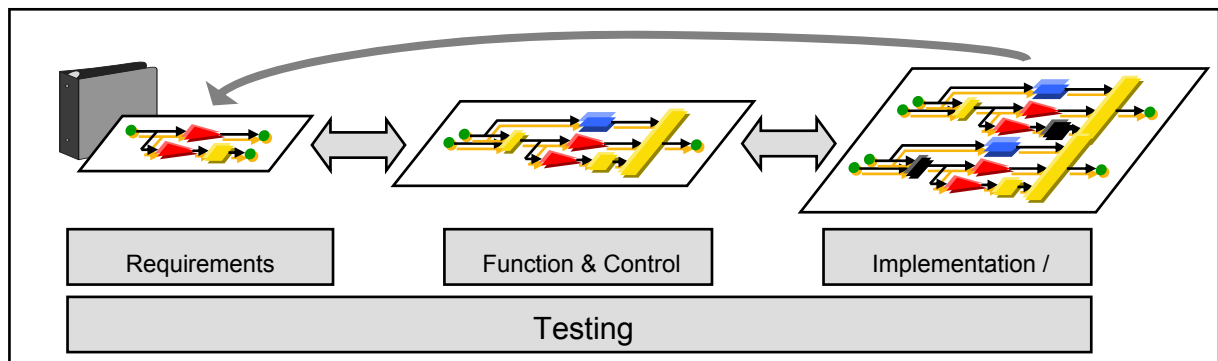 Requirements
Function & Control
Implementation /
Testing